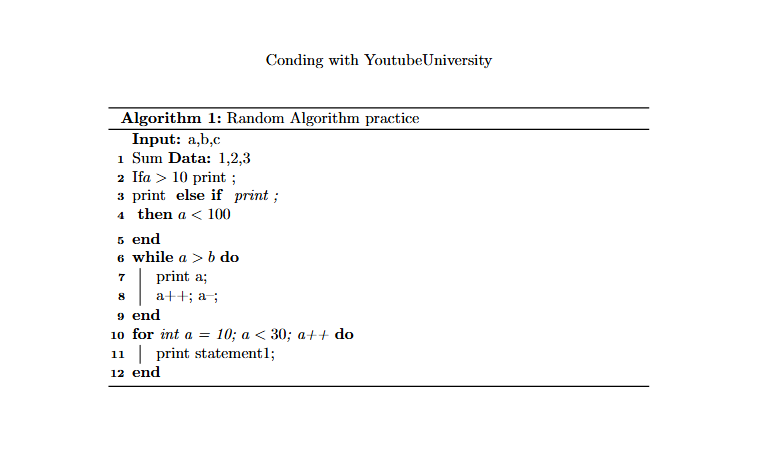 Conding with YoutubeUniversity
Algorithm 1: Random Algorithm practice
Input: a,b,c
1 Sum Data: 1,2,3
2 Ifa > 10 print ;
3 print else if print ;
4 then a < 100
5 end
6 while a > b do
7 print a;
8 a++; a–;
9 end
10 for int a = 10; a < 30; a++ do
11 print statement1;
12 end